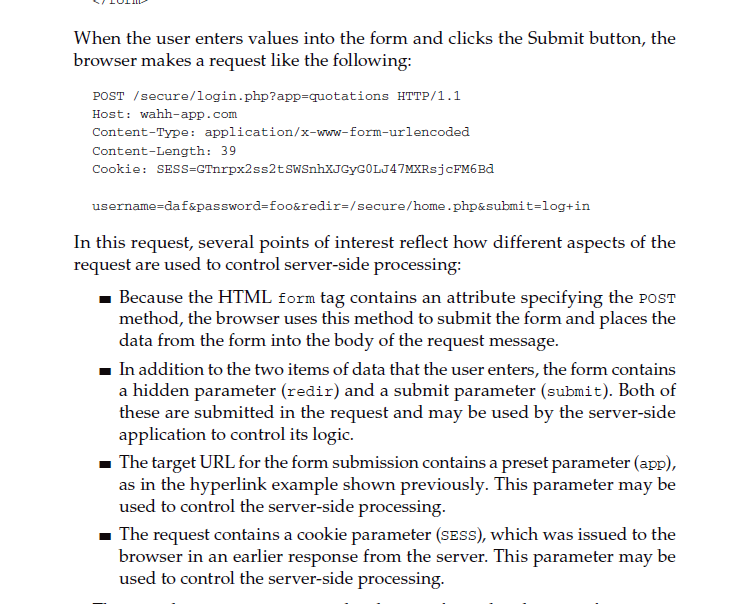 </form>
When the user enters values into the form and clicks the Submit button, the
browser makes a request like the following:
POST /secure/login.php?app=quotations HTTP/1.1
Host: wahh-app.com
Content-Type: application/x-www-form-urlencoded
Content-Length: 39
Cookie: SESS=GTnrpx2ss2tSWSnhXJGyG0LJ47MXRsjcFM6Bd
username=daf&password=foo&redir=/secure/home.php&submit=log+in
In this request, several points of interest reflect how different aspects of the
request are used to control server-side processing:
■ Because the HTML form tag contains an attribute specifying the POST
method, the browser uses this method to submit the form and places the
data from the form into the body of the request message.
■ In addition to the two items of data that the user enters, the form contains
a hidden parameter (redir) and a submit parameter (submit). Both of
these are submitted in the request and may be used by the server-side
application to control its logic.
■ The target URL for the form submission contains a preset parameter (app),
as in the hyperlink example shown previously. This parameter may be
used to control the server-side processing.
■ The request contains a cookie parameter (SESS), which was issued to the
browser in an earlier response from the server. This parameter may be
used to control the server-side processing.